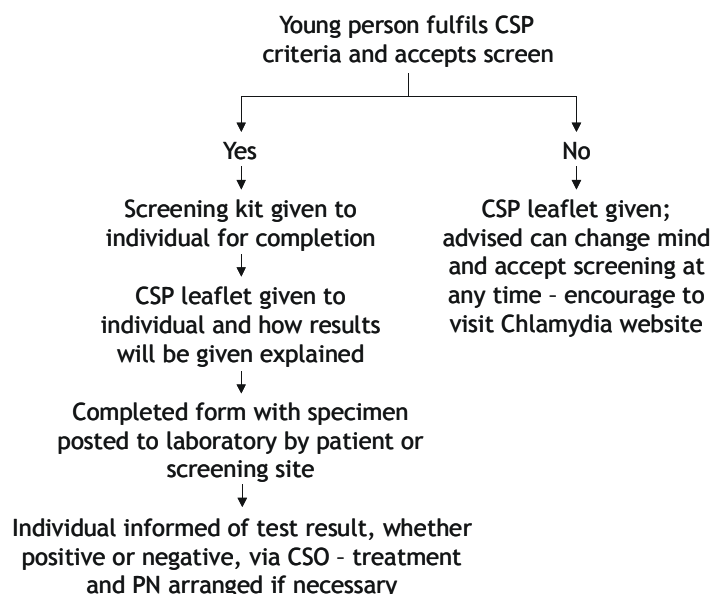 Young person fulfils CSP
criteria and accepts screen
Yes
No
Screening kit given to
individual for completion
CSP leaflet given;
advised can change mind
and accept screening at
any time – encourage to
visit Chlamydia website
CSP leaflet given to
individual and how results
will be given explained
Completed form with specimen
posted to laboratory by patient or
screening site
Individual informed of test result, whether
positive or negative, via CSO – treatment
and PN arranged if necessary